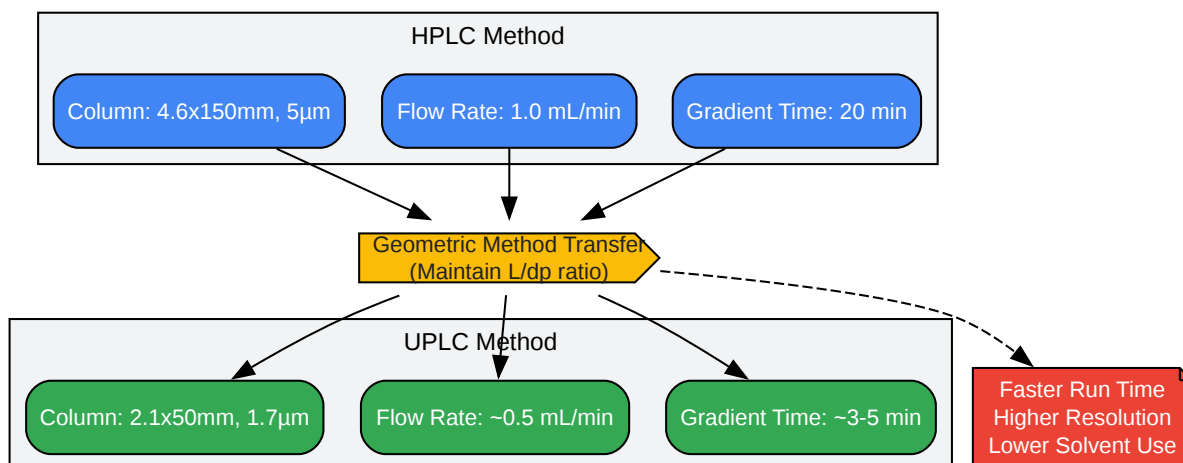 HPLC Method
Column: 4.6x150mm, 5µm
Flow Rate: 1.0 mL/min
Gradient Time: 20 min
Geometric Method Transfer
(Maintain L/dp ratio)
UPLC Method
Column: 2.1x50mm, 1.7µm
Flow Rate: ~0.5 mL/min
Gradient Time: ~3-5 min
Faster Run Time
Higher Resolution
Lower Solvent Use